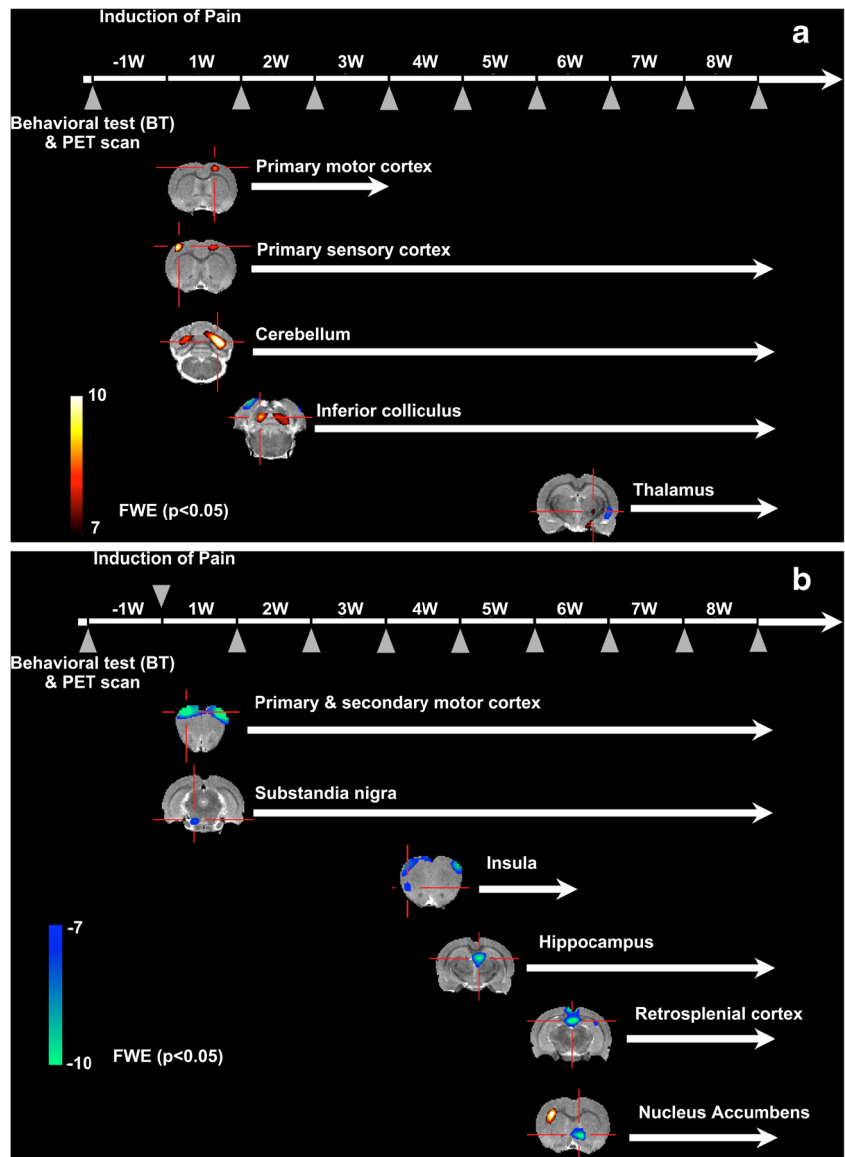 Induction of Pain
a
-1W 1W 2W 3W 4W 5W 6W 7W 8W
Behavioral test (BT)
& PET scan
Primary motor cortex
Primary sensory cortex
Cerebellum
10
Inferior colliculus
Thalamus
FWE (p<0.05)
7
Induction of Pain
b
-1W 1W 2W 3W 4W 5W 6W 7W 8W
Behavioral test (BT)
& PET scan
Primary & secondary motor cortex
Substandia nigra
Insula
-7
Hippocampus
Retrosplenial cortex
FWE (p<0.05)
-10
Nucleus Accumbens